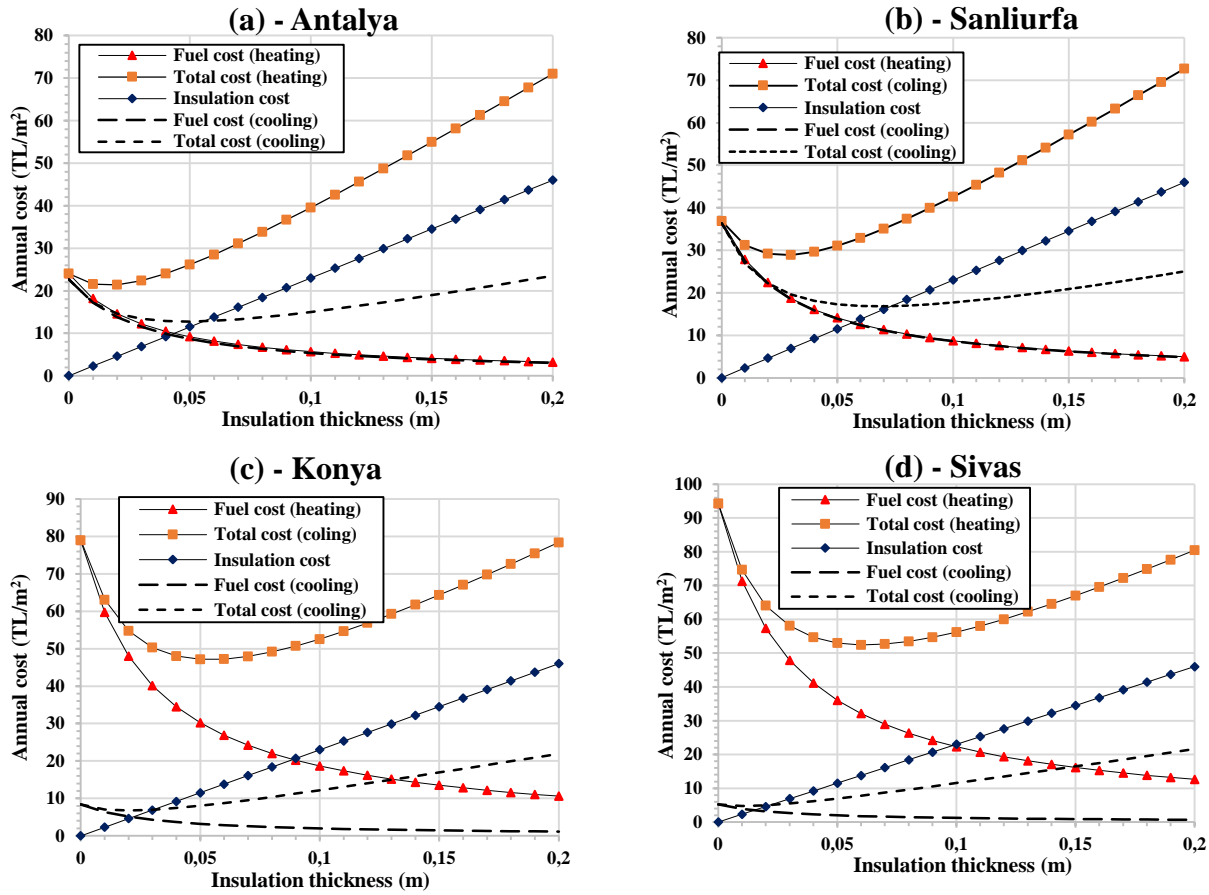 (a) - Antalya
80
70
60
50
40
30
20
10
0
Annual cost (TL/m²)
Fuel cost (heating)
Total cost (heating)
Insulation cost
Fuel cost (cooling)
Total cost (cooling)
0 0,05 0,1 0,15 0,2
Insulation thickness (m)
(b) - Sanliurfa
80
70
60
50
40
30
20
10
0
Annual cost (TL/m²)
Fuel cost (heating)
Total cost (coling)
Insulation cost
Fuel cost (cooling)
Total cost (cooling)
0 0,05 0,1 0,15 0,2
Insulation thickness (m)
(c) - Konya
90
80
70
60
50
40
30
20
10
0
Annual cost (TL/m²)
Fuel cost (heating)
Total cost (coling)
Insulation cost
Fuel cost (cooling)
Total cost (cooling)
0 0,05 0,1 0,15 0,2
Insulation thickness (m)
(d) - Sivas
100
90
80
70
60
50
40
30
20
10
0
Annual cost (TL/m²)
Fuel cost (heating)
Total cost (heating)
Insulation cost
Fuel cost (cooling)
Total cost (cooling)
0 0,05 0,1 0,15 0,2
Insulation thickness (m)